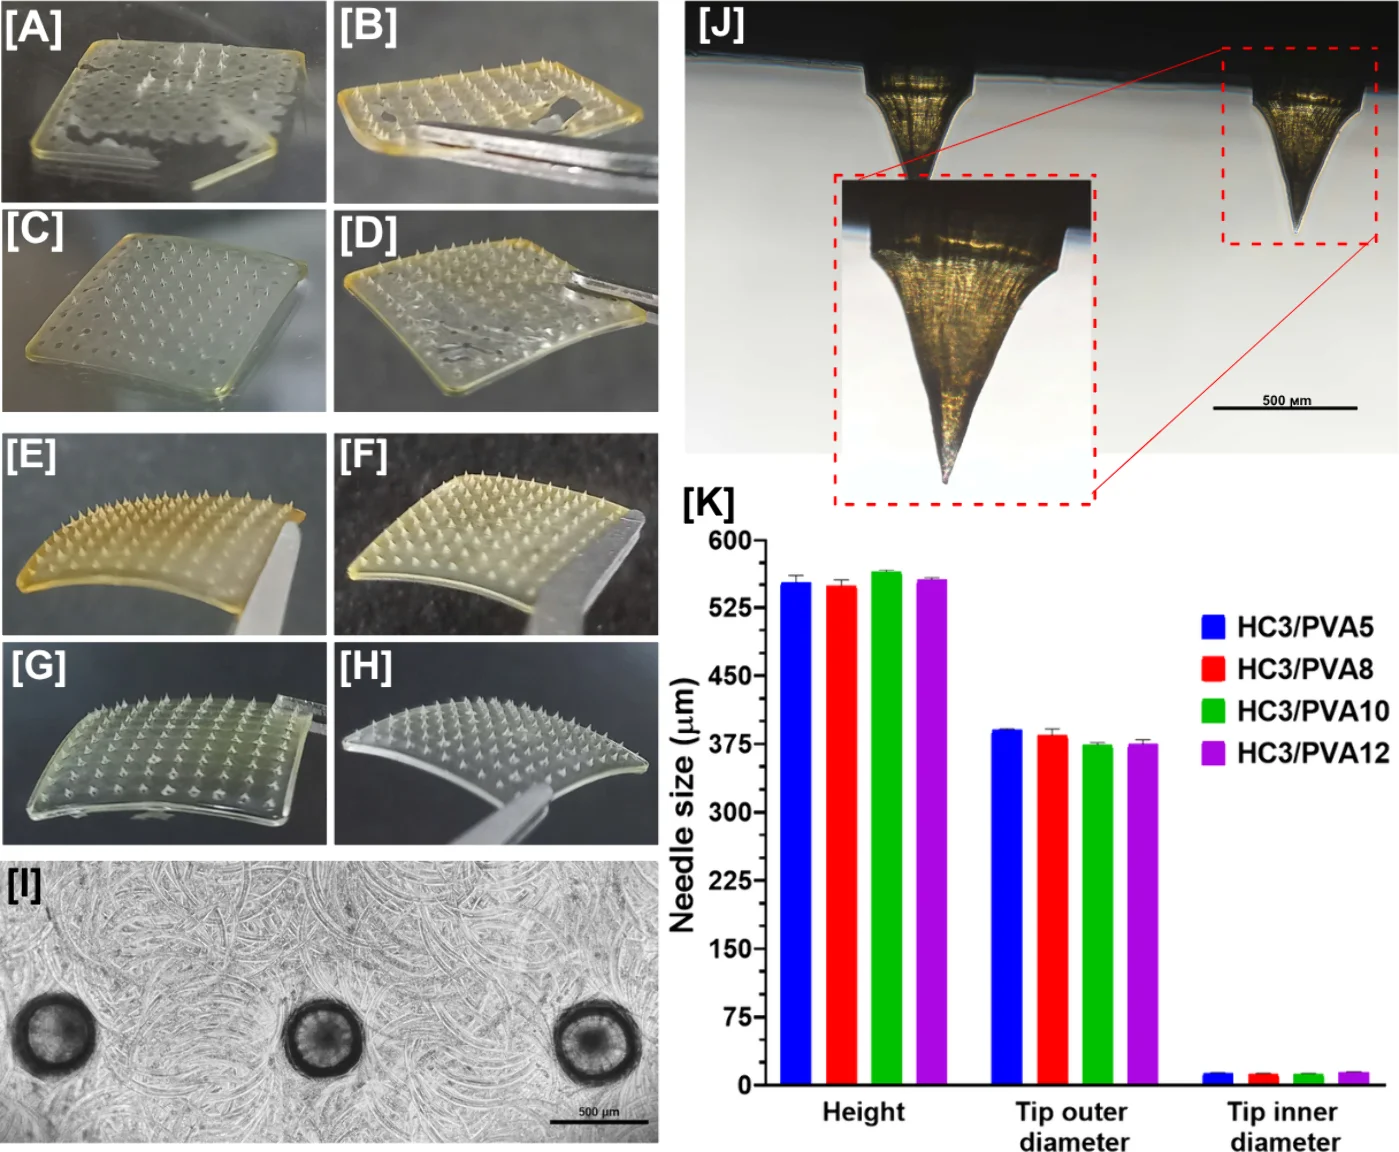 [A]
[B]
[C]
[D]
[E]
[F]
[G]
[H]
[I]
500 µm
[J]
500 мm
[K]
Needle size (µm)
600
525
450
375
300
225
150
75
0
Height
Tip outer
diameter
Tip inner
diameter
HC3/PVA5
HC3/PVA8
HC3/PVA10
HC3/PVA12